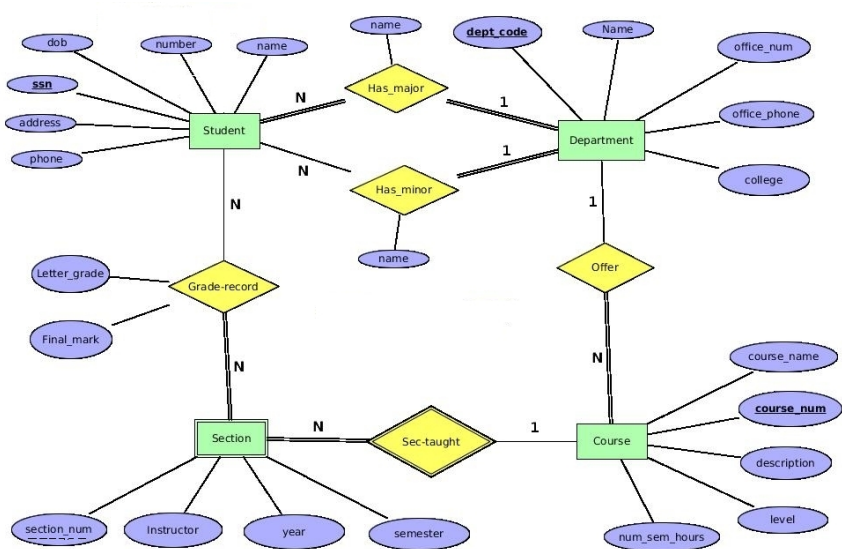 dob
number
name
name
dept_code
Name
office_num
ssn
N
Has_major
1
address
Student
Department
office_phone
phone
N
Has_minor
1
college
N
name
1
Letter_grade
Grade-record
Offer
Final_mark
N
N
course_name
course_num
Section
N
Sec-taught
1
Course
description
section_num
Instructor
year
semester
num_sem_hours
level